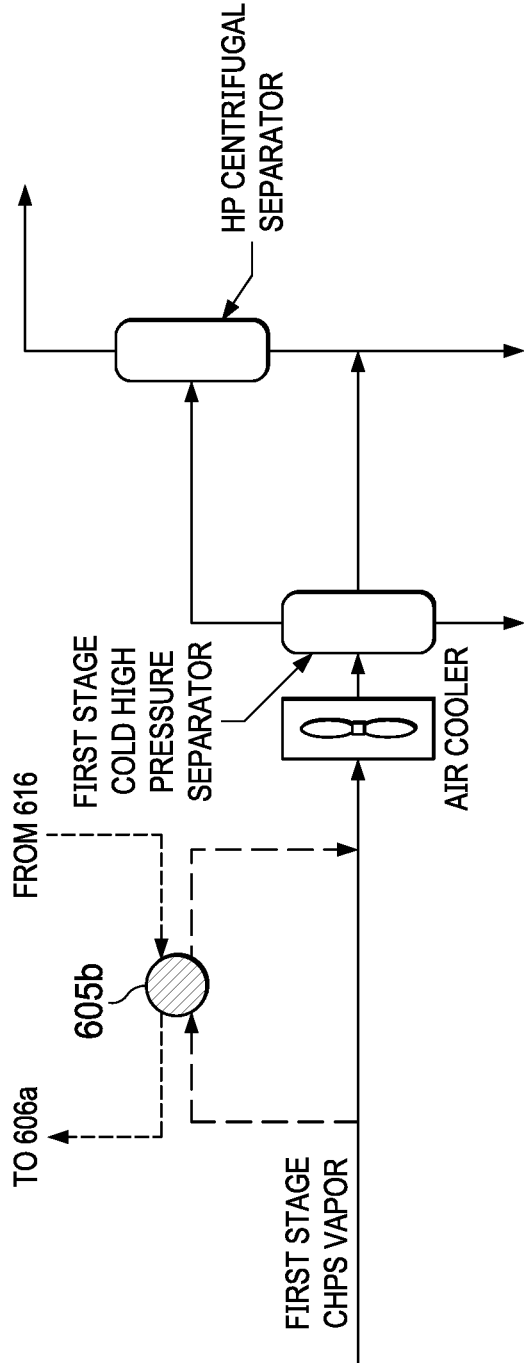 TO 606a
FROM 616
605b
FIRST STAGE
COLD HIGH
PRESSURE
SEPARATOR
HP CENTRIFUGAL
SEPARATOR
FIRST STAGE
CHPS VAPOR
AIR COOLER